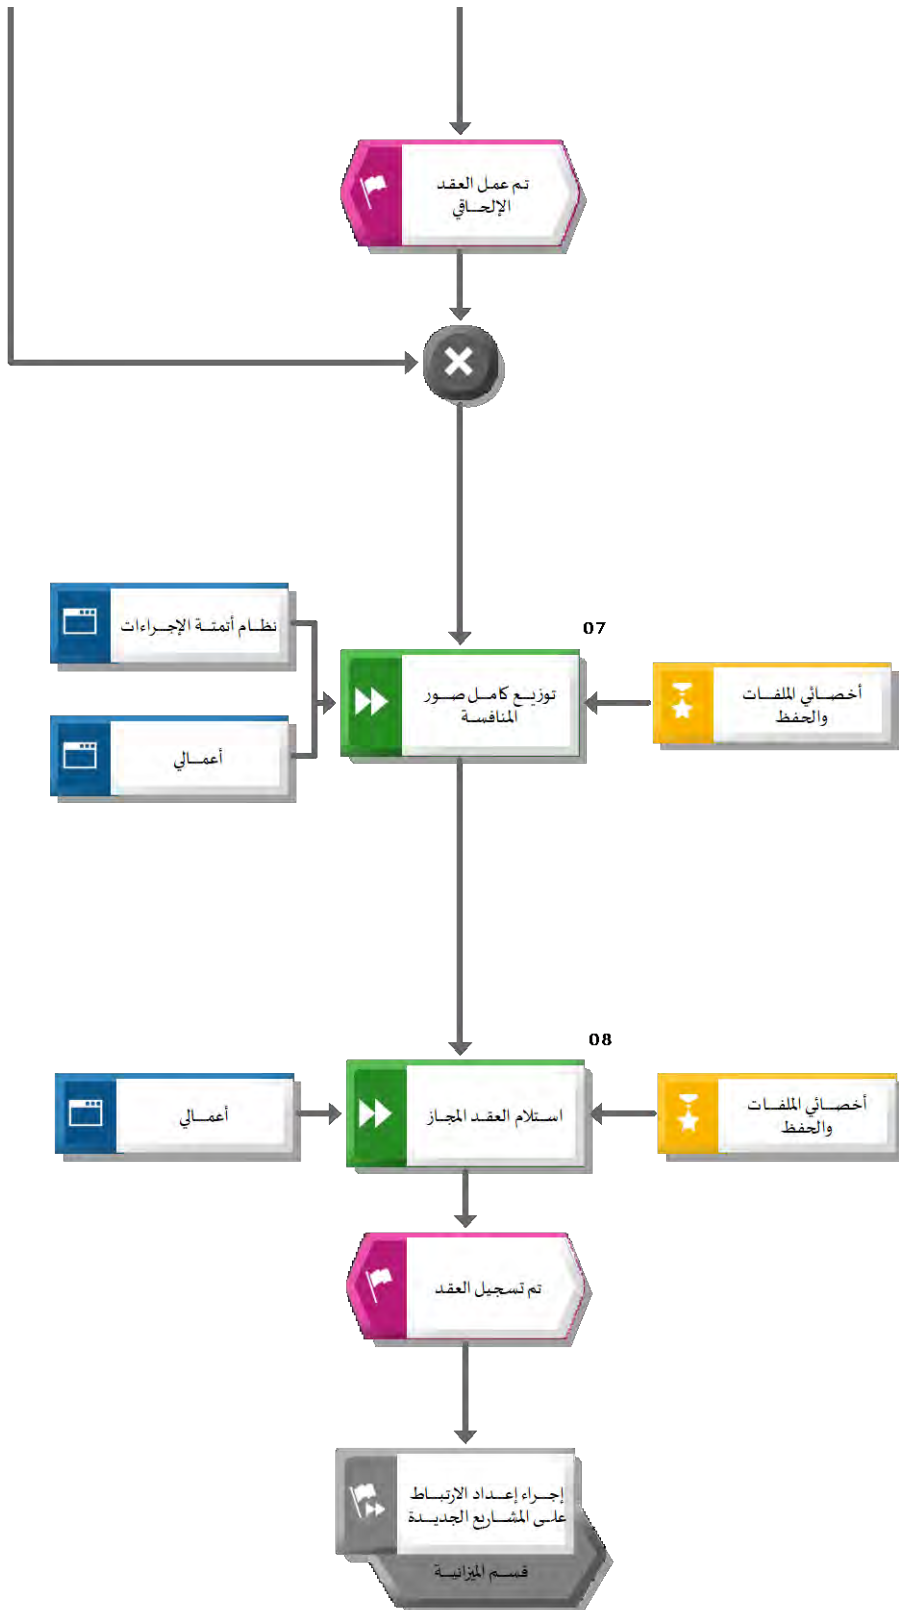 تم عمل العقد
الإلحاقي
07
أخصائي الملفات
والحفظ
توزيع كامل صور
المنافسة
نظام أتمتة الإجراءات
أعمالي
08
أخصائي الملفات
والحفظ
استلام العقد المجاز
أعمالي
تم تسجيل العقد
إجراء إعداد الارتباط
على المشاريع الجديدة
قسم الميزانية